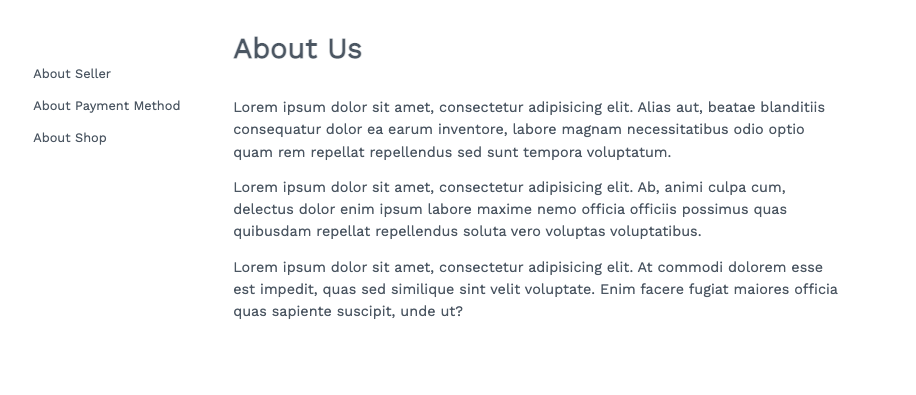 About Us
About Seller
About Payment Method
About Shop
Lorem ipsum dolor sit amet, consectetur adipisicing elit. Alias aut, beatae blanditiis
consequatur dolor ea earum inventore, labore magnam necessitatibus odio optio
quam rem repellat repellendus sed sunt tempora voluptatum.
Lorem ipsum dolor sit amet, consectetur adipisicing elit. Ab, animi culpa cum,
delectus dolor enim ipsum labore maxime nemo officia officiis possimus quas
quibusdam repellat repellendus soluta vero voluptas voluptatibus.
Lorem ipsum dolor sit amet, consectetur adipisicing elit. At commodi dolorem esse
est impedit, quas sed similique sint velit voluptate. Enim facere fugiat maiores officia
quas sapiente suscipit, unde ut?